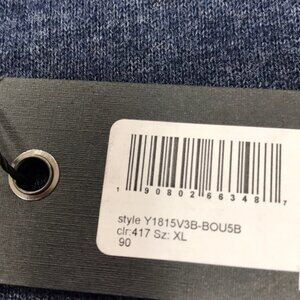 1 90802 66348 7
style Y1815V3B-BOU5B
clr:417 Sz: XL
90